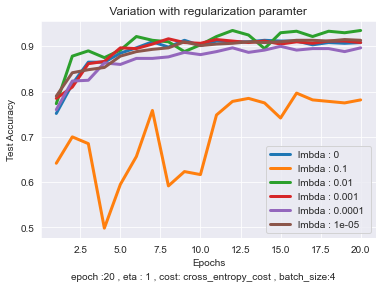 Variation with regularization paramter
Test Accuracy
0.9
0.8
0.7
0.6
0.5
lmbda : 0
lmbda : 0.1
lmbda : 0.01
lmbda : 0.001
lmbda : 0.0001
lmbda : 1e-05
2.5 5.0 7.5 10.0 12.5 15.0 17.5 20.0
Epochs
epoch :20 , eta : 1 , cost: cross_entropy_cost , batch_size:4